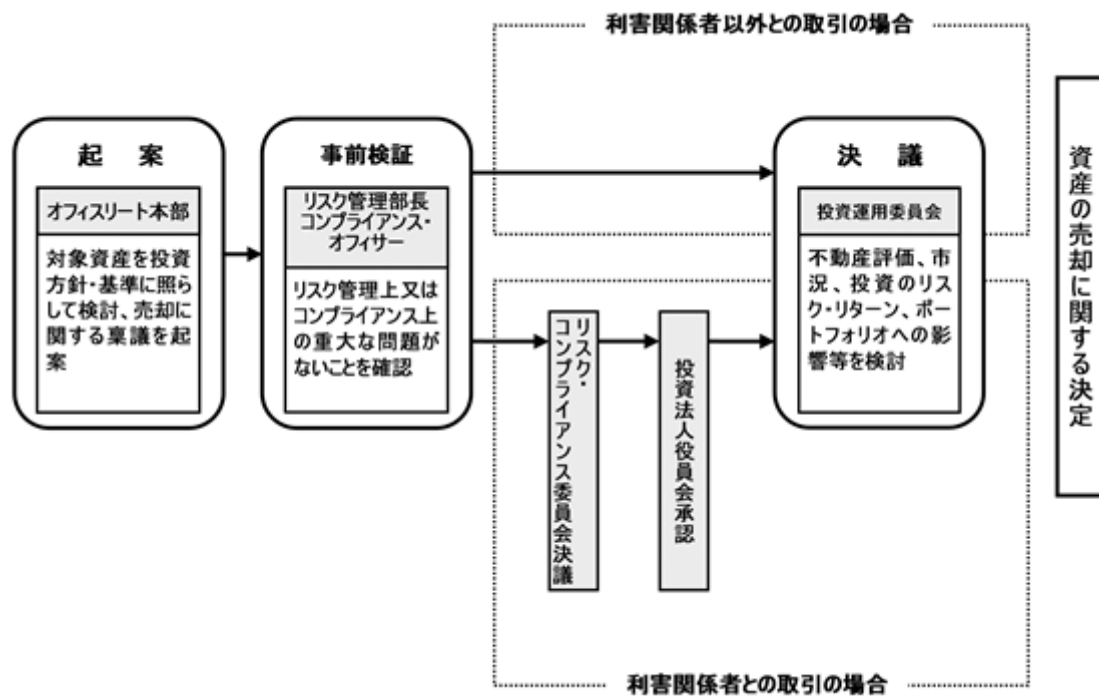 利害関係者以外との取引の場合
起　案
オフィスリート本部
対象資産を投資
方針・基準に照ら
して検討、売却に
関する稟議を起
案
事前検証
リスク管理部長
コンプライアンス・
オフィサー
リスク管理上又は
コンプライアンス上
の重大な問題が
ないことを確認
リスク・
コンプライアンス委員会決議
投資法人役員会承認
決　議
投資運用委員会
不動産評価、市
況、投資のリス
ク・リターン、ポー
トフォリオへの影
響等を検討
資産の売却に関する決定
利害関係者との取引の場合